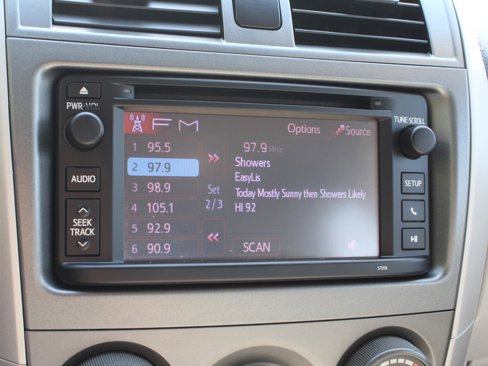 PWR·VOL
AUDIO
SEEK
TRACK
FM
Options
Source
1 95.5
2 97.9
3 98.9
4 105.1
5 92.9
6 90.9
Set
2/3
97.9 MHz
Showers
EasyLis
Today Mostly Sunny then Showers Likely
HI 92
SCAN
TUNE·SCROLL
SETUP
57058